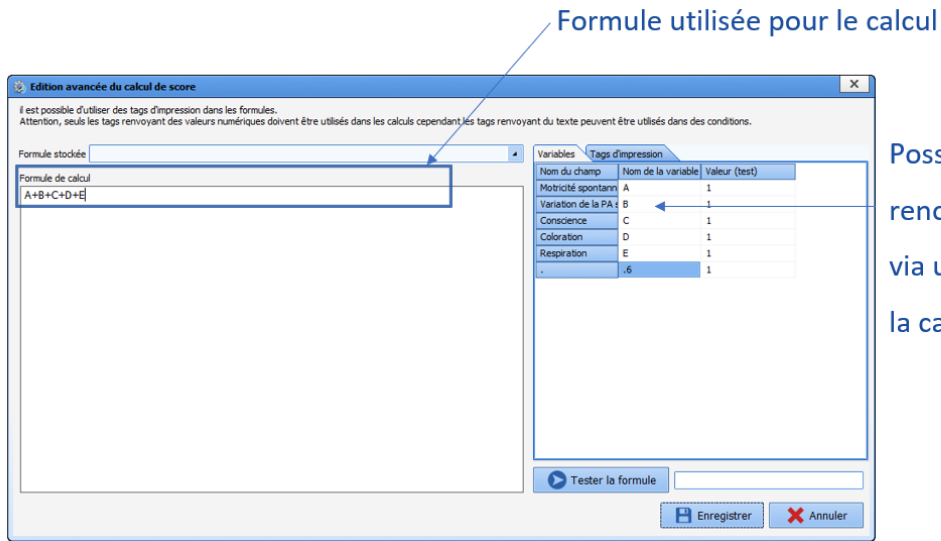 Formule utilisée pour le calcul
Edition avancée du calcul de score
il est possible d'utiliser des tags d'impression dans les formules.
Attention, seuls les tags renvoyant des valeurs numériques doivent être utilisés dans les calculs cependant les tags renvoyant du texte peuvent être utilisés dans des conditions.
Formule stockée
Formule de calcul
A+B+C+D+E
Variables Tags d'impression
Nom du champ Nom de la variable Valeur (test)
Motricité spontann A 1
Variation de la PA s B 1
Conscience C 1
Coloration D 1
Respiration E 1
. .6 1
Poss
reno
via u
la ca
Tester la formule
Enregistrer Annuler